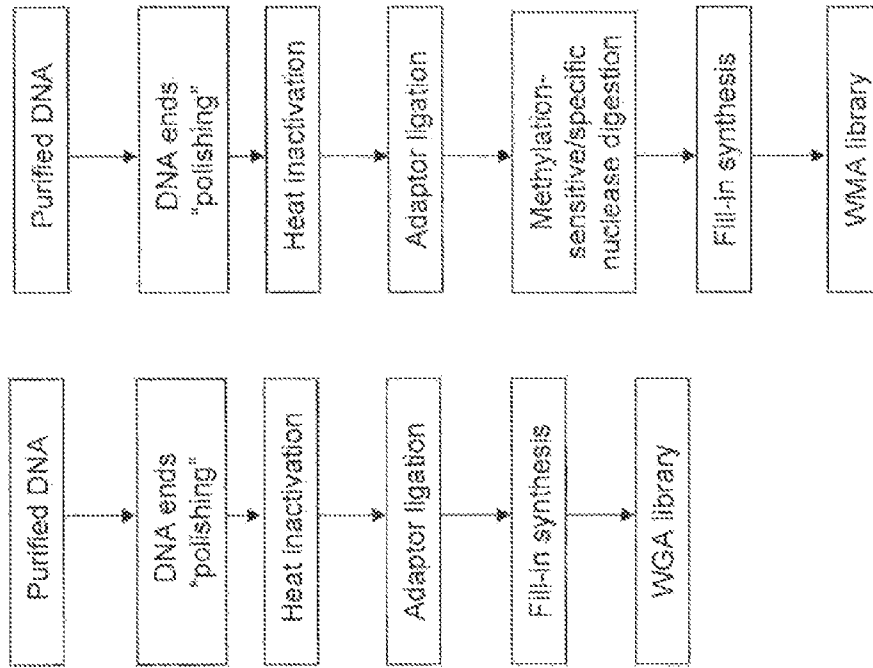 Purified DNA
DNA ends
"polishing"
Heat inactivation
Adaptor ligation
Fill-in synthesis
WGA library
Purified DNA
DNA ends
"polishing"
Heat inactivation
Adaptor ligation
Methylation-
sensitive/specific
nuclease digestion
Fill-in synthesis
WMA library